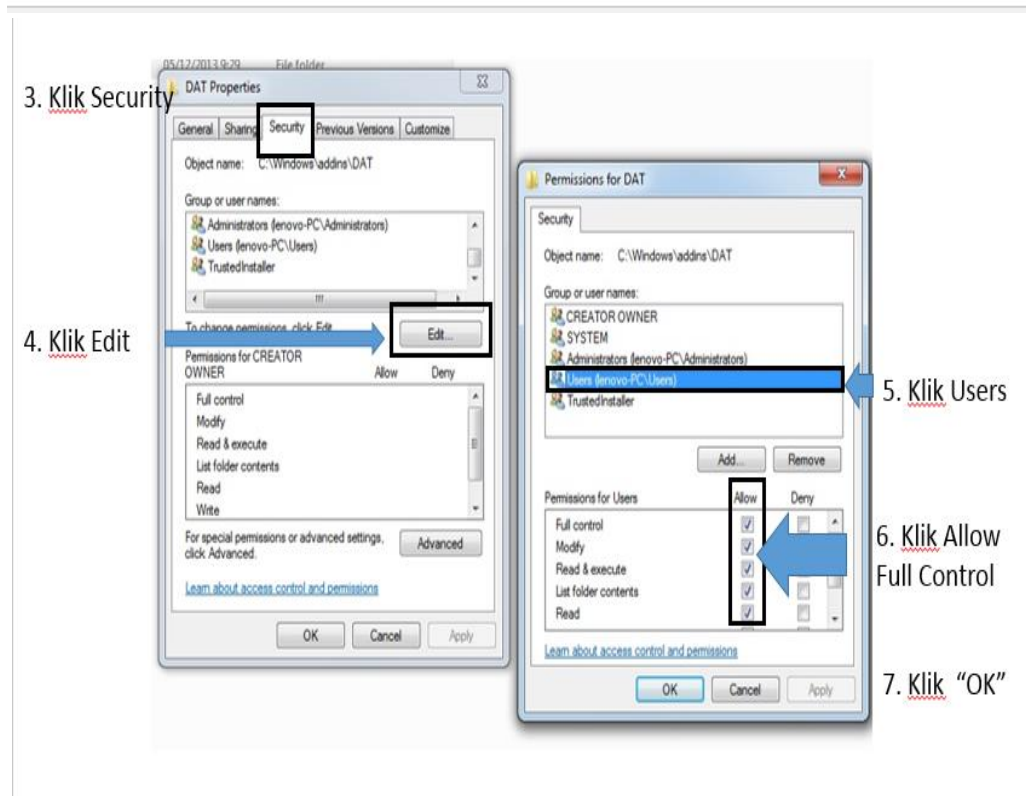 05/12/2013 9:29 File folder
3. Klik Security
DAT Properties
General Sharing Security Previous Versions Customize
Object name: C:\Windows\addins\DAT
Group or user names:
Administrators (lenovo-PC\Administrators)
Users (lenovo-PC\Users)
TrustedInstaller
4. Klik Edit
To change permissions, click Edit.
Edit...
Permissions for CREATOR
OWNER Allow Deny
Full control
Modify
Read & execute
List folder contents
Read
Write
For special permissions or advanced settings,
click Advanced.
Advanced
Learn about access control and permissions
OK Cancel Apply
Permissions for DAT
Security
Object name: C:\Windows\addins\DAT
Group or user names:
CREATOR OWNER
SYSTEM
Administrators (lenovo-PC\Administrators)
Users (lenovo-PC\Users)
TrustedInstaller
5. Klik Users
Add... Remove
Permissions for Users Allow Deny
Full control
Modify
Read & execute
List folder contents
Read
6. Klik Allow
Full Control
Learn about access control and permissions
OK Cancel Apply
7. Klik “OK”